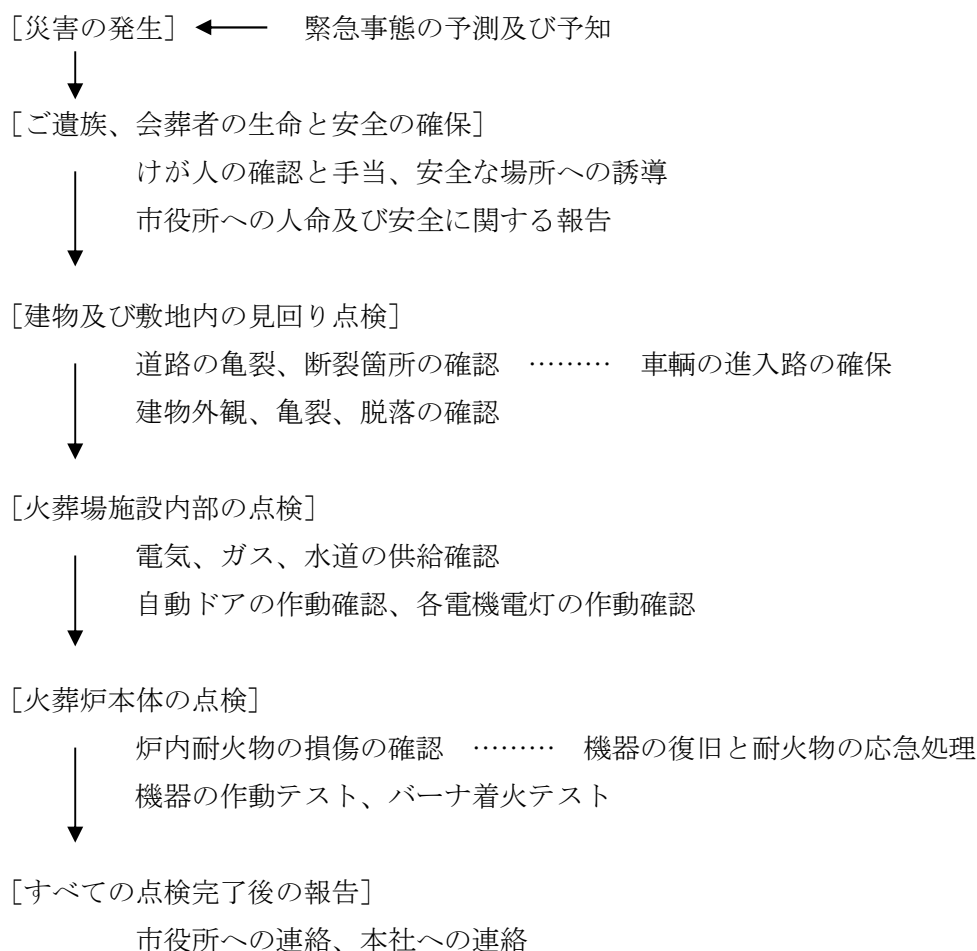 ［災害の発生］ 緊急事態の予測及び予知
［ご遺族、会葬者の生命と安全の確保］
けが人の確認と手当、安全な場所への誘導
市役所への人命及び安全に関する報告
［建物及び敷地内の見回り点検］
道路の亀裂、断裂箇所の確認 ……… 車輌の進入路の確保
建物外観、亀裂、脱落の確認
［火葬場施設内部の点検］
電気、ガス、水道の供給確認
自動ドアの作動確認、各電機電灯の作動確認
［火葬炉本体の点検］
炉内耐火物の損傷の確認 ……… 機器の復旧と耐火物の応急処理
機器の作動テスト、バーナ着火テスト
［すべての点検完了後の報告］
市役所への連絡、本社への連絡